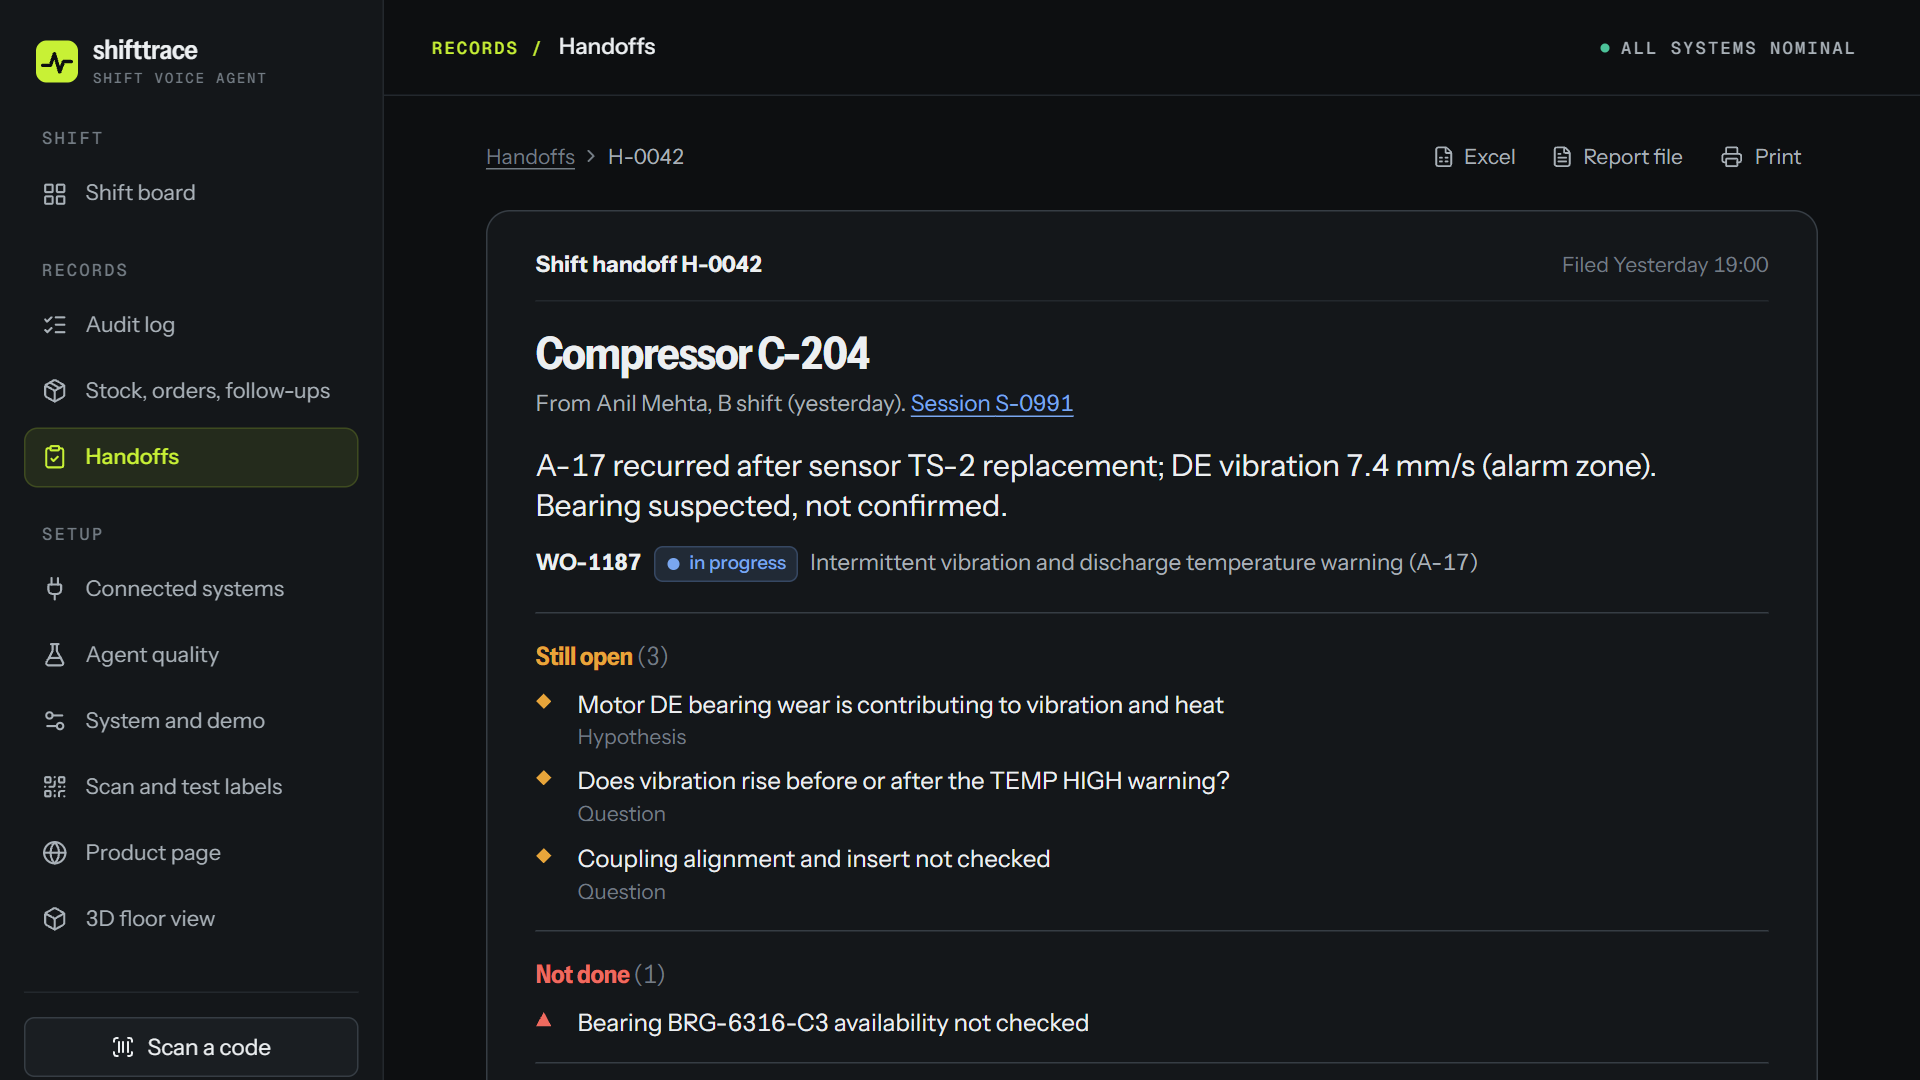 shifttrace
SHIFT VOICE AGENT
SHIFT
Shift board
RECORDS
Audit log
Stock, orders, follow-ups
Handoffs
SETUP
Connected systems
Agent quality
System and demo
Scan and test labels
Product page
3D floor view
Scan a code
RECORDS / Handoffs
ALL SYSTEMS NOMINAL
Handoffs > H-0042
Excel
Report file
Print
Shift handoff H-0042
Filed Yesterday 19:00
Compressor C-204
From Anil Mehta, B shift (yesterday). Session S-0991
A-17 recurred after sensor TS-2 replacement; DE vibration 7.4 mm/s (alarm zone).
Bearing suspected, not confirmed.
WO-1187 in progress Intermittent vibration and discharge temperature warning (A-17)
Still open (3)
Motor DE bearing wear is contributing to vibration and heat
Hypothesis
Does vibration rise before or after the TEMP HIGH warning?
Question
Coupling alignment and insert not checked
Question
Not done (1)
Bearing BRG-6316-C3 availability not checked